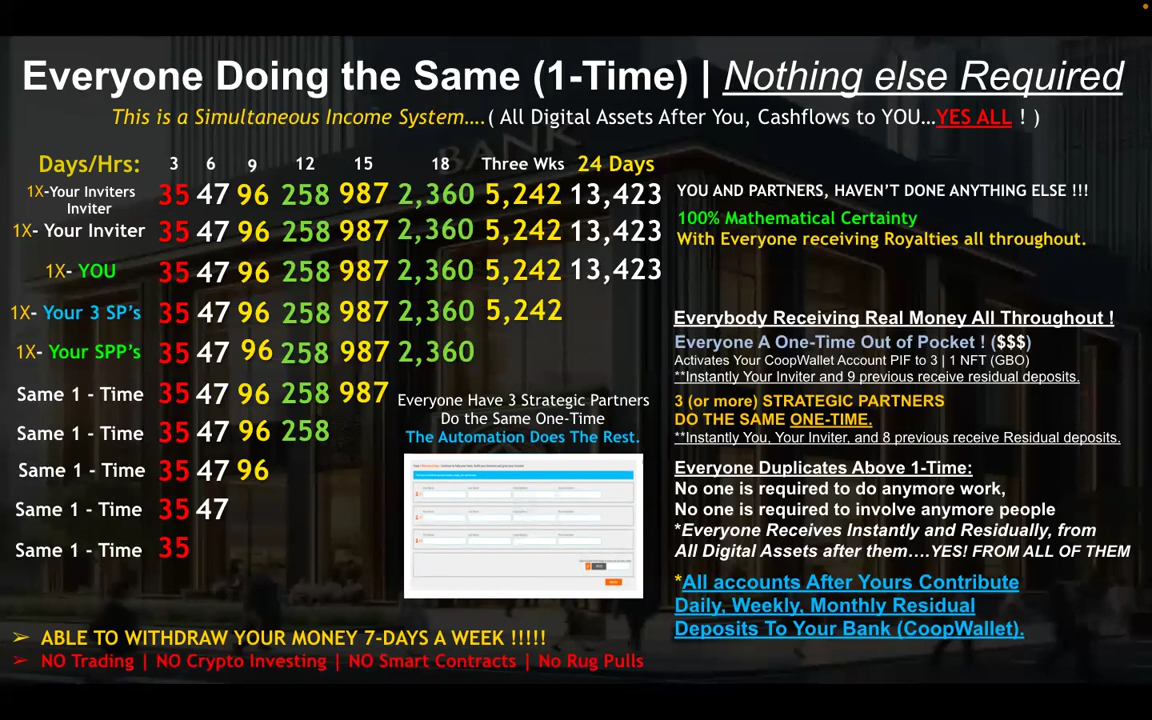 Everyone Doing the Same (1-Time) | Nothing else Required
This is a Simultaneous Income System….( All Digital Assets After You, Cashflows to YOU…YES ALL ! )
Days/Hrs: 3 6 9 12 15 18 Three Wks 24 Days
1X-Your Inviters Inviter 35 47 96 258 987 2,360 5,242 13,423
1X- Your Inviter 35 47 96 258 987 2,360 5,242 13,423
1X- YOU 35 47 96 258 987 2,360 5,242 13,423
1X- Your 3 SP's 35 47 96 258 987 2,360 5,242
1X- Your SPP's 35 47 96 258 987 2,360
Same 1 - Time 35 47 96 258 987
Same 1 - Time 35 47 96 258
Same 1 - Time 35 47 96
Same 1 - Time 35 47
Same 1 - Time 35
Everyone Have 3 Strategic Partners
Do the Same One-Time
The Automation Does The Rest.
YOU AND PARTNERS, HAVEN'T DONE ANYTHING ELSE !!!
100% Mathematical Certainty
With Everyone receiving Royalties all throughout.
Everybody Receiving Real Money All Throughout !
Everyone A One-Time Out of Pocket ! ($$$)
Activates Your CoopWallet Account PIF to 3 | 1 NFT (GBO)
**Instantly Your Inviter and 9 previous receive residual deposits.
3 (or more) STRATEGIC PARTNERS
DO THE SAME ONE-TIME.
**Instantly You, Your Inviter, and 8 previous receive Residual deposits.
Everyone Duplicates Above 1-Time:
No one is required to do anymore work,
No one is required to involve anymore people
*Everyone Receives Instantly and Residually, from
All Digital Assets after them….YES! FROM ALL OF THEM
*All accounts After Yours Contribute
Daily, Weekly, Monthly Residual
Deposits To Your Bank (CoopWallet).
➢ ABLE TO WITHDRAW YOUR MONEY 7-DAYS A WEEK !!!!!
➢ NO Trading | NO Crypto Investing | NO Smart Contracts | No Rug Pulls
BANK